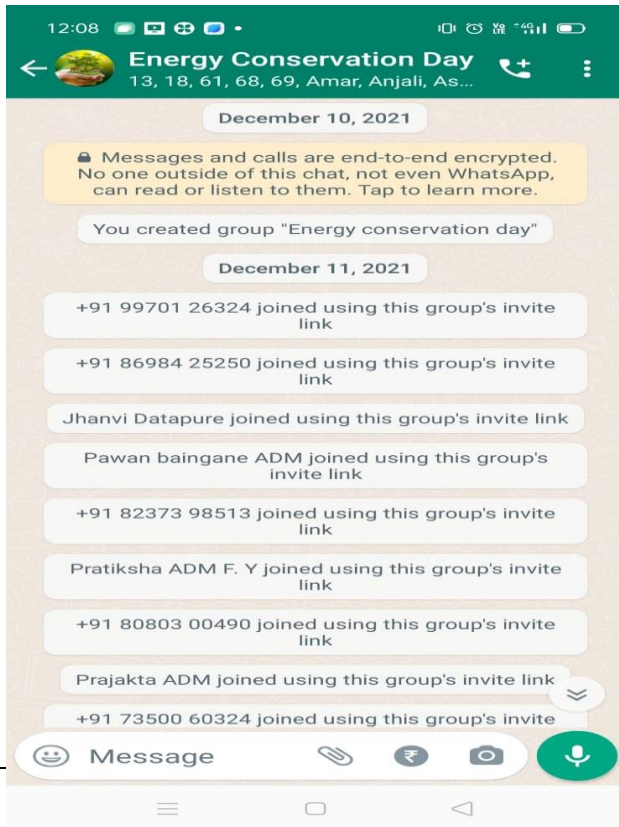 12:08
4G
Energy Conservation Day
13, 18, 61, 68, 69, Amar, Anjali, As...
December 10, 2021
Messages and calls are end-to-end encrypted.
No one outside of this chat, not even WhatsApp,
can read or listen to them. Tap to learn more.
You created group "Energy conservation day"
December 11, 2021
+91 99701 26324 joined using this group's invite
link
+91 86984 25250 joined using this group's invite
link
Jhanvi Datapure joined using this group's invite link
Pawan baingane ADM joined using this group's
invite link
+91 82373 98513 joined using this group's invite
link
Pratiksha ADM F. Y joined using this group's invite
link
+91 80803 00490 joined using this group's invite
link
Prajakta ADM joined using this group's invite link
+91 73500 60324 joined using this group's invite
Message